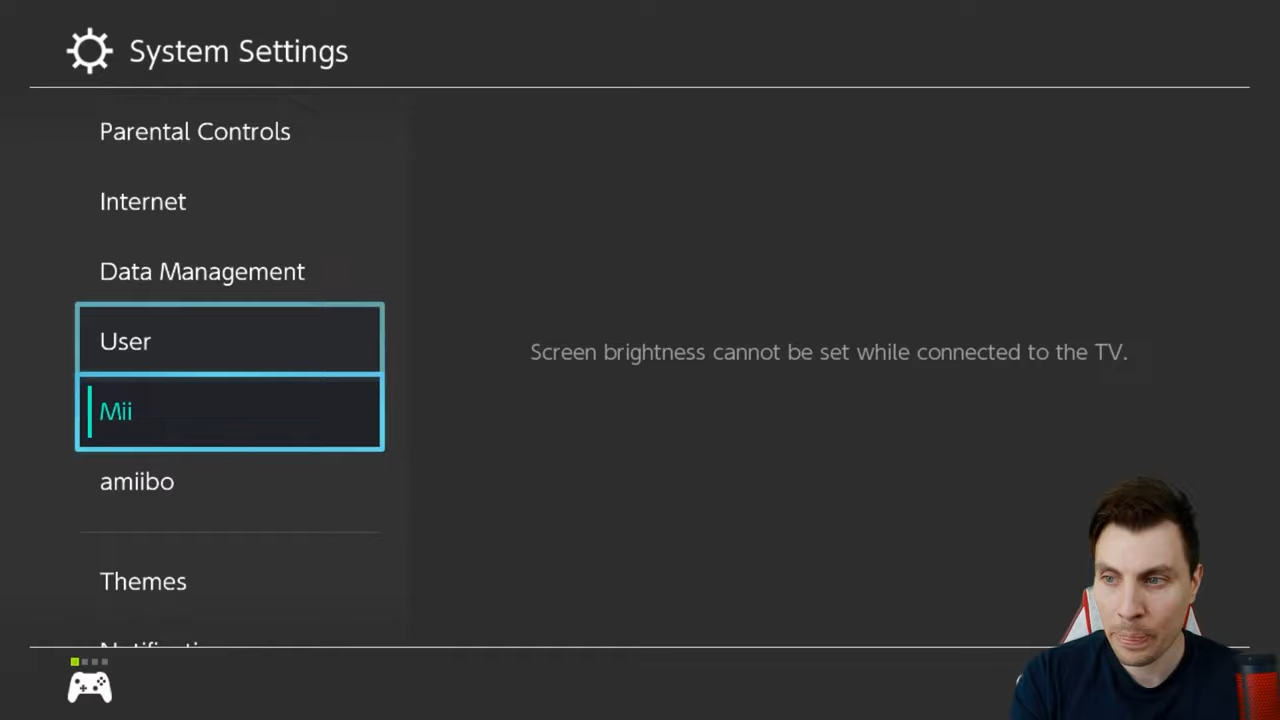 System Settings
Parental Controls
Internet
Data Management
User
Screen brightness cannot be set while connected to the TV.
Mii
amiibo
Themes